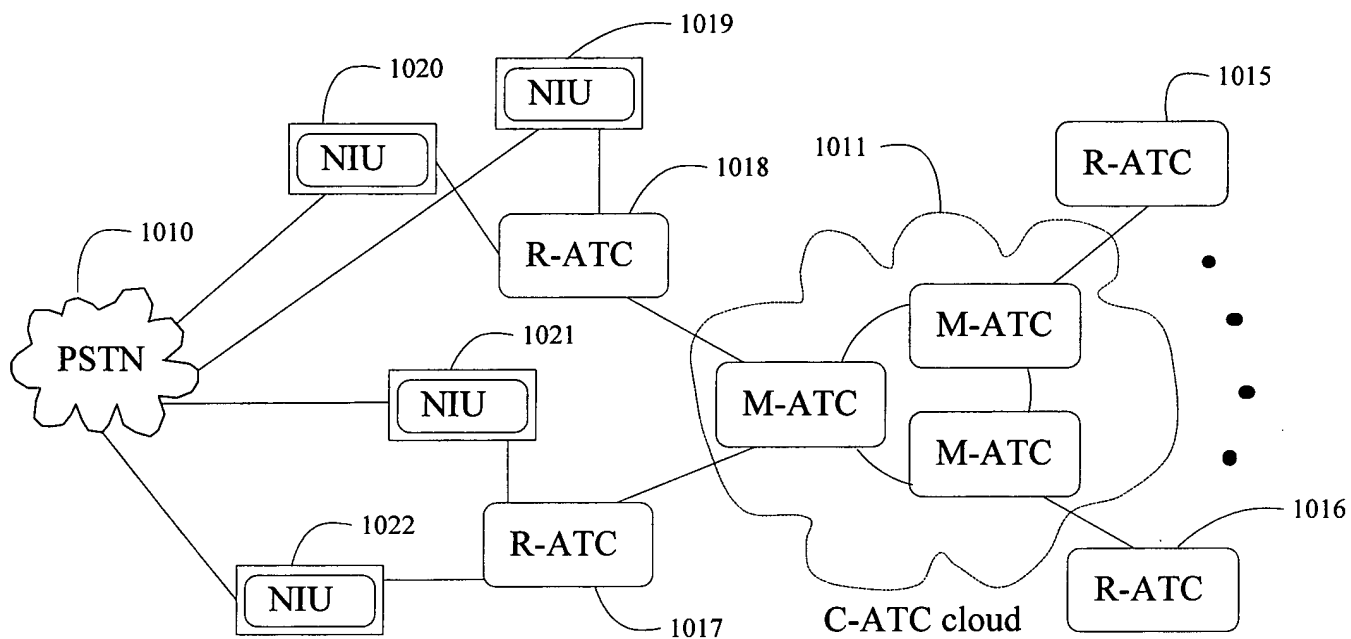 1019
NIU
1020
NIU
1015
R-ATC
1011
1018
R-ATC
1010
PSTN
M-ATC
1021
NIU
M-ATC
M-ATC
1022
NIU
R-ATC
1017
1016
R-ATC
C-ATC cloud